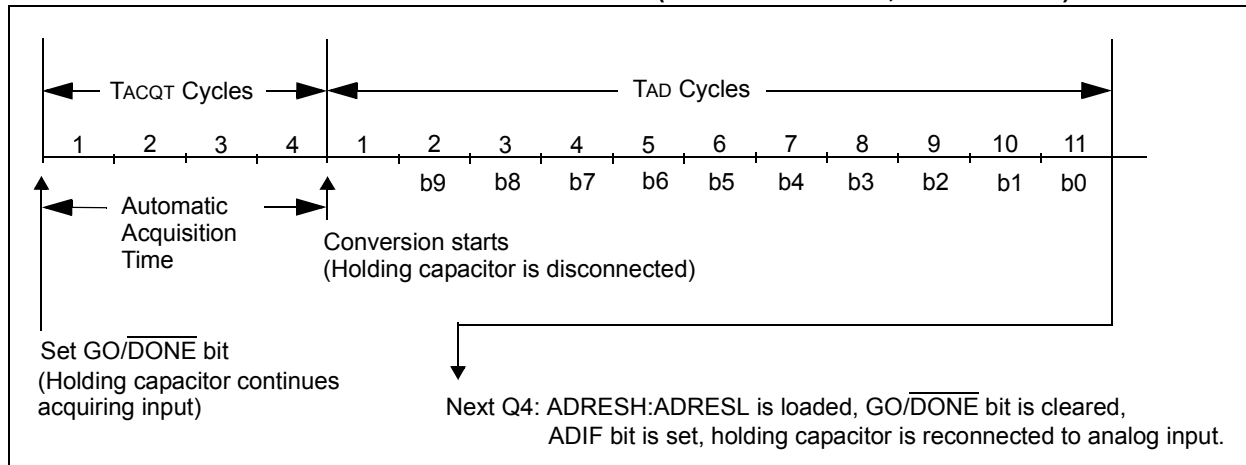 TACQT Cycles TAD Cycles
1 2 3 4 1 2 3 4 5 6 7 8 9 10 11
b9 b8 b7 b6 b5 b4 b3 b2 b1 b0
Automatic
Acquisition
Time
Conversion starts
(Holding capacitor is disconnected)
Set GO/DONE bit
(Holding capacitor continues
acquiring input)
Next Q4: ADRESH:ADRESL is loaded, GO/DONE bit is cleared,
ADIF bit is set, holding capacitor is reconnected to analog input.